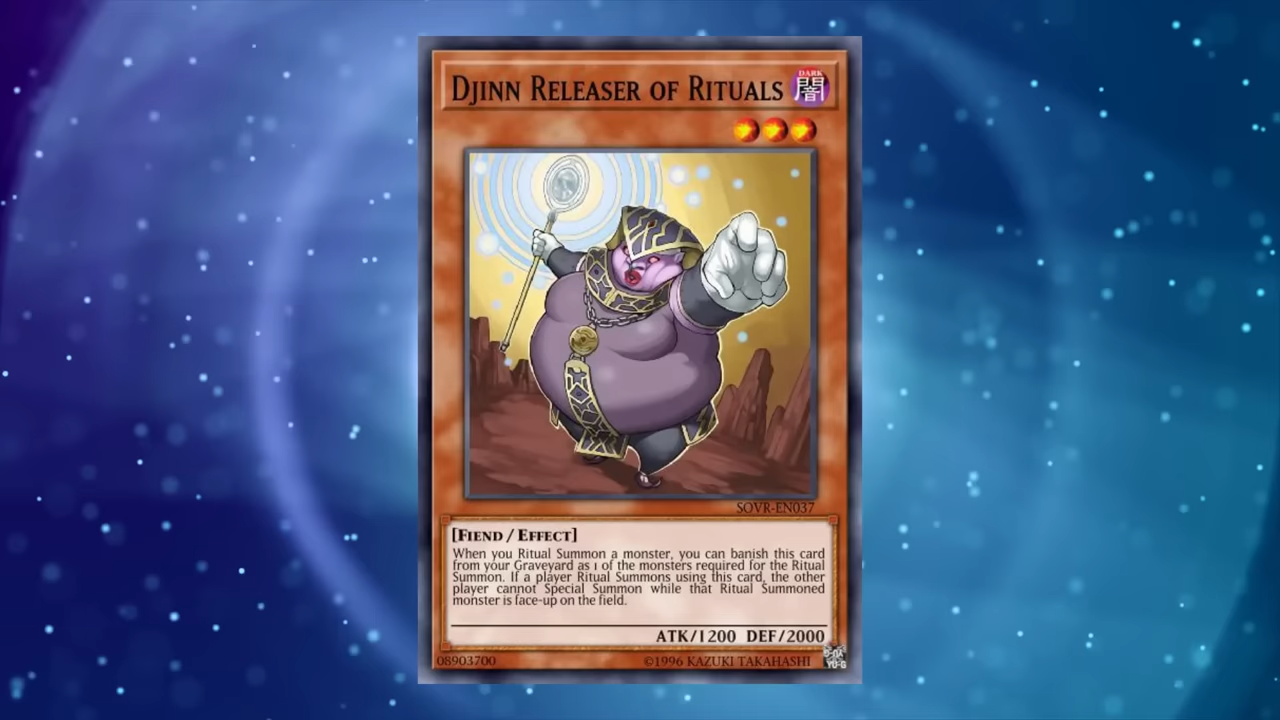 Djinn Releaser of Rituals
DARK
闇
SOVR-EN037
[Fiend / Effect]
When you Ritual Summon a monster, you can banish this card
from your Graveyard as 1 of the monsters required for the Ritual
Summon. If a player Ritual Summons using this card, the other
player cannot Special Summon while that Ritual Summoned
monster is face-up on the field.
ATK/1200 DEF/2000
08903700
©1996 KAZUKI TAKAHASHI